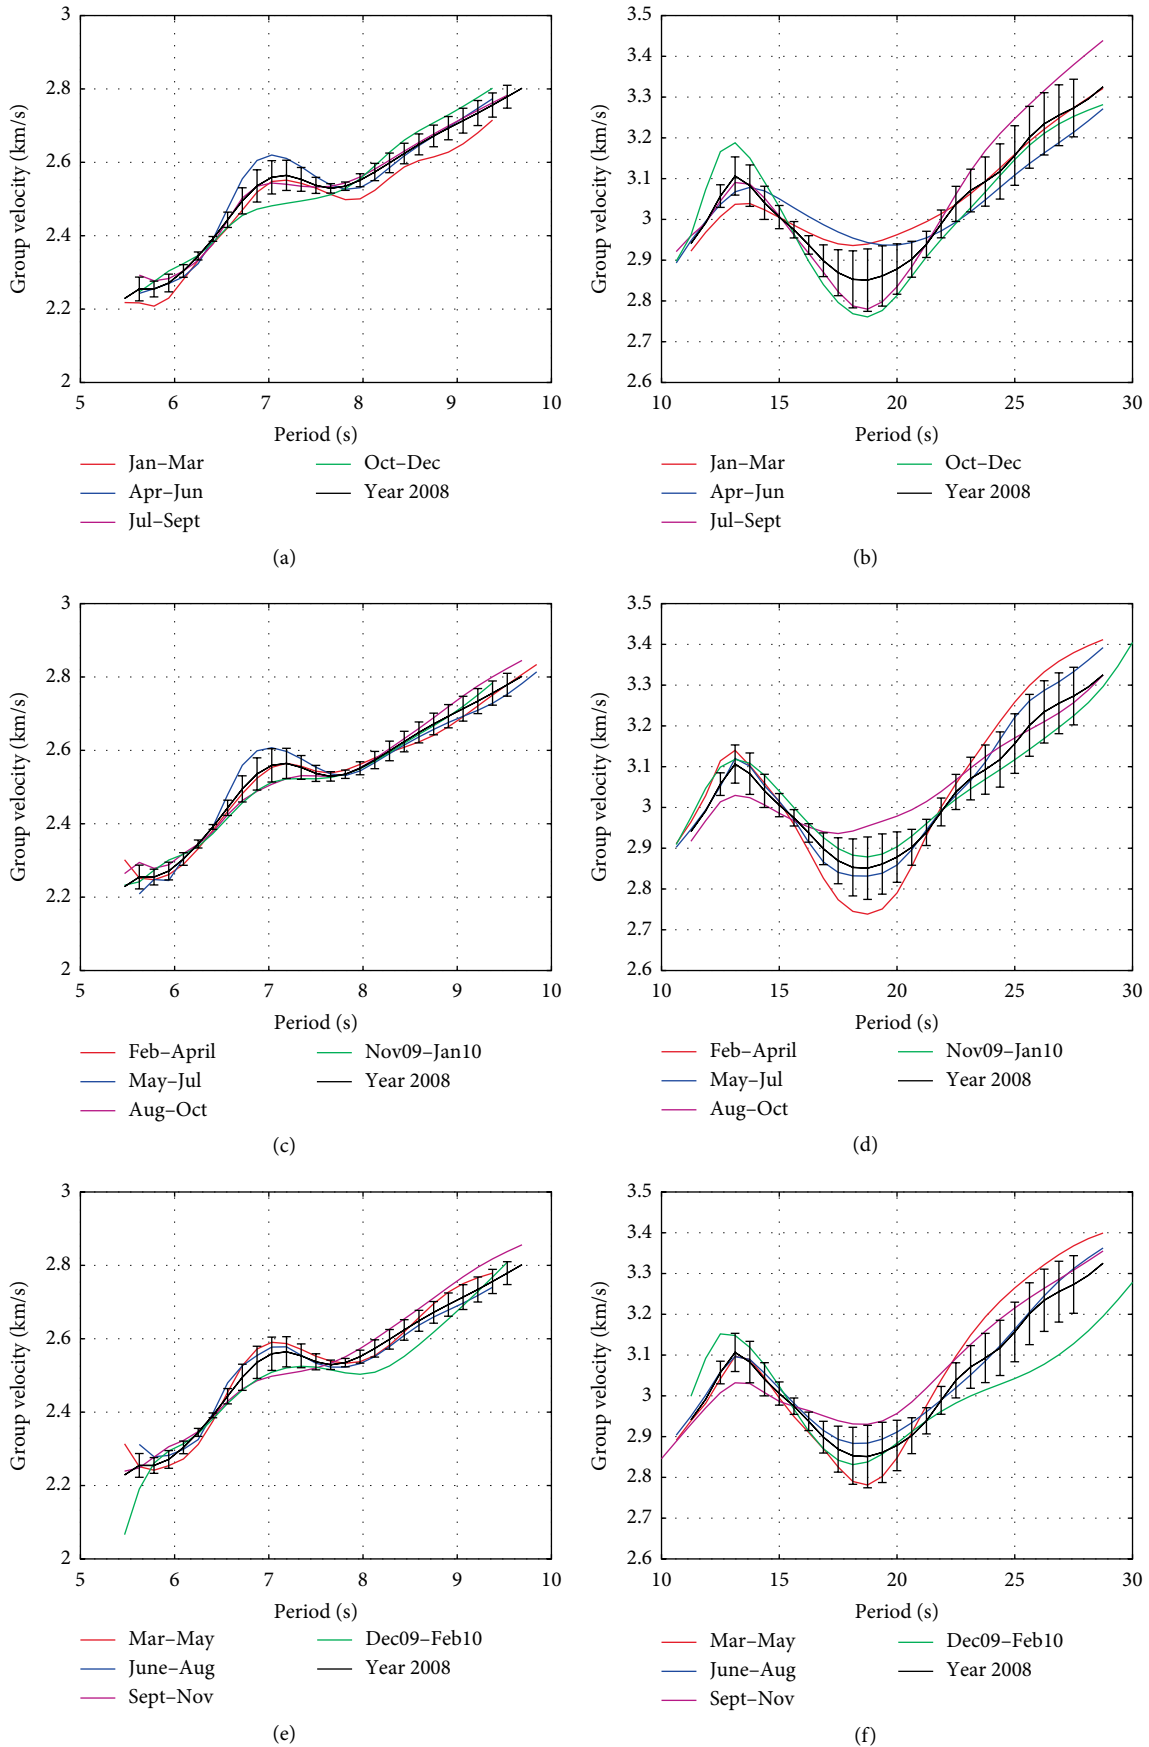 3
2.8
2.6
2.4
2.2
2
Group velocity (km/s)
5 6 7 8 9 10
Period (s)
Jan–Mar
Apr–Jun
Jul–Sept
Oct–Dec
Year 2008
(a)
3.5
3.4
3.3
3.2
3.1
3
2.9
2.8
2.7
2.6
Group velocity (km/s)
10 15 20 25 30
Period (s)
Jan–Mar
Apr–Jun
Jul–Sept
Oct–Dec
Year 2008
(b)
3
2.8
2.6
2.4
2.2
2
Group velocity (km/s)
5 6 7 8 9 10
Period (s)
Feb–April
May–Jul
Aug–Oct
Nov09–Jan10
Year 2008
(c)
3.5
3.4
3.3
3.2
3.1
3
2.9
2.8
2.7
2.6
Group velocity (km/s)
10 15 20 25 30
Period (s)
Feb–April
May–Jul
Aug–Oct
Nov09–Jan10
Year 2008
(d)
3
2.8
2.6
2.4
2.2
2
Group velocity (km/s)
5 6 7 8 9 10
Period (s)
Mar–May
June–Aug
Sept–Nov
Dec09–Feb10
Year 2008
(e)
3.5
3.4
3.3
3.2
3.1
3
2.9
2.8
2.7
2.6
Group velocity (km/s)
10 15 20 25 30
Period (s)
Mar–May
June–Aug
Sept–Nov
Dec09–Feb10
Year 2008
(f)